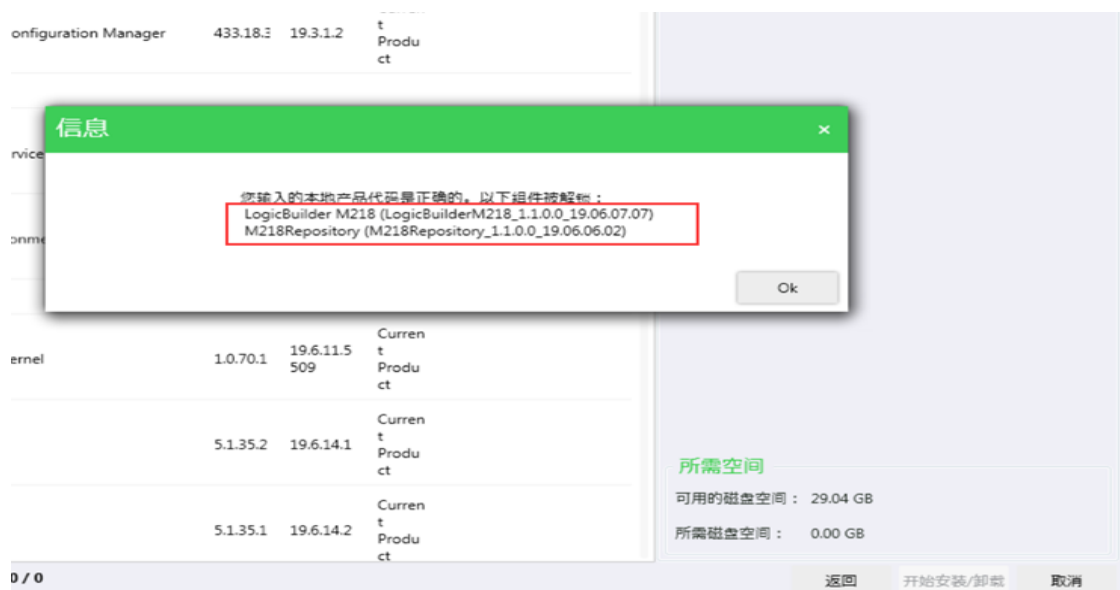 t
onfiguration Manager 433.18.3 19.3.1.2 Produ
ct
信息 ×
rvice
您输入的本地产品代码是正确的。以下组件被解锁：
LogicBuilder M218 (LogicBuilderM218_1.1.0.0_19.06.07.07)
M218Repository (M218Repository_1.1.0.0_19.06.06.02)
onme
Ok
Curren
ernel 1.0.70.1 19.6.11.5 t
509 Produ
ct
Curren
t
5.1.35.2 19.6.14.1 Produ
ct
所需空间
可用的磁盘空间： 29.04 GB
Curren
t
5.1.35.1 19.6.14.2 Produ
ct
所需磁盘空间： 0.00 GB
0 / 0 返回 开始安装/卸载 取消